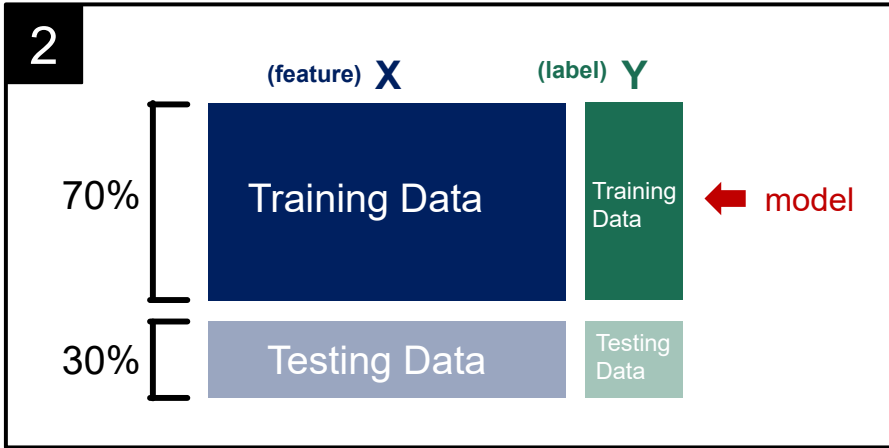 2
(feature) X
(label) Y
70%
Training Data
Training
Data
model
30%
Testing Data
Testing
Data